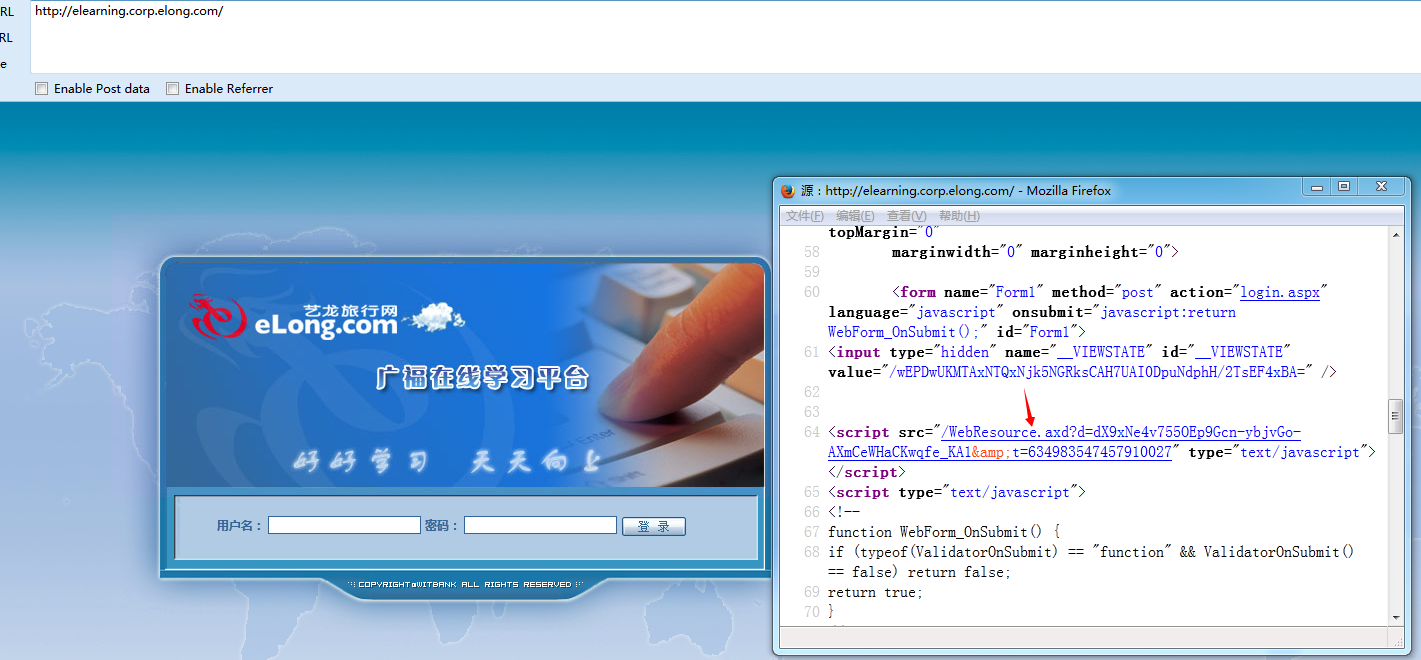 RL
http://elearning.corp.elong.com/
RL
e
Enable Post data
Enable Referrer
艺龙旅行网
eLong.com
广福在线学习平台
好好学习 天天向上
用户名：
密码：
登 录
COPYRIGHT@WITBANK ALL RIGHTS RESERVED
源：http://elearning.corp.elong.com/ - Mozilla Firefox
文件(F) 编辑(E) 查看(V) 帮助(H)
topMargin="0"
58 marginwidth="0" marginheight="0">
59
60 <form name="Form1" method="post" action="login.aspx"
language="javascript" onsubmit="javascript:return
WebForm_OnSubmit();" id="Form1">
61 <input type="hidden" name="__VIEWSTATE" id="__VIEWSTATE"
value="/wEPDwUKMTAxNTQxNjk5NGRksCAH7UAI0DpuNdphH/2TsEF4xBA=" />
62
63
64 <script src="/WebResource.axd?d=dX9xNe4v755OEp9Gcn-ybjvGo-
AXmCeWHaCKwqfe_KA1&amp;t=634983547457910027" type="text/javascript">
</script>
65 <script type="text/javascript">
66 <!--
67 function WebForm_OnSubmit() {
68 if (typeof(ValidatorOnSubmit) == "function" && ValidatorOnSubmit()
== false) return false;
69 return true;
70 }